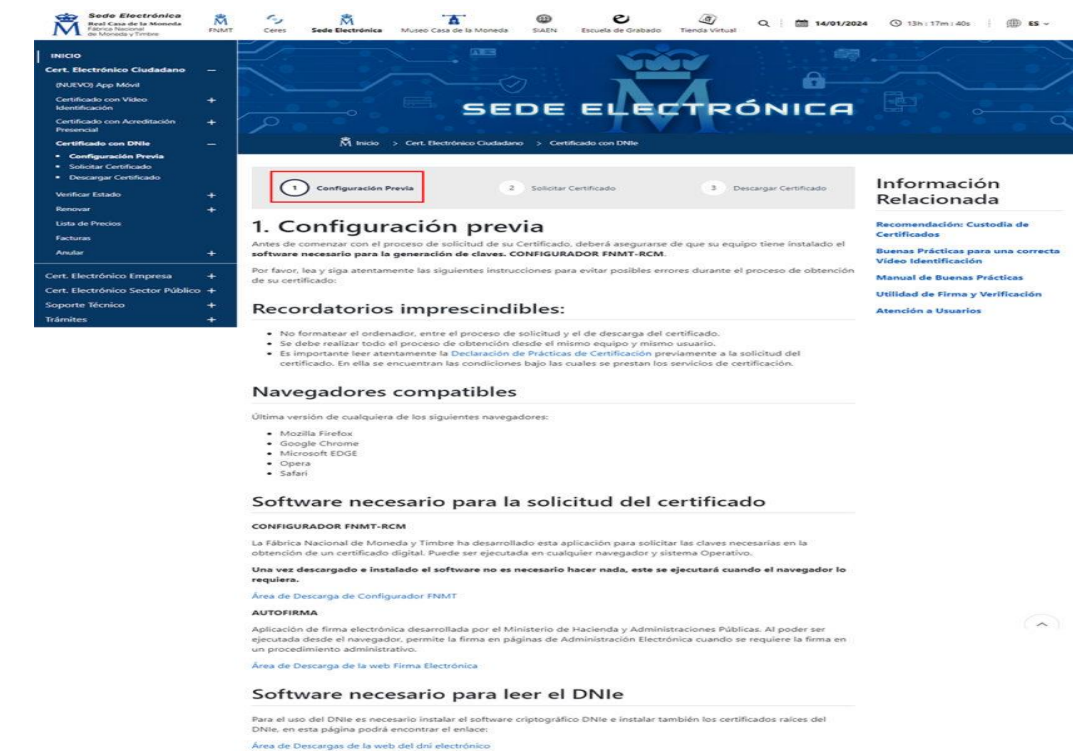 Sede Electrónica
Real Casa de la Moneda
Fábrica Nacional
de Moneda y Timbre
FNMT
Ceres
Sede Electrónica
Museo Casa de la Moneda
SIAEN
Escuela de Grabado
Tienda Virtual
14/01/2024
13h : 17m : 40s
ES
INICIO
Cert. Electrónico Ciudadano
(NUEVO) App Móvil
Certificado con Vídeo
Identificación
Certificado con Acreditación
Presencial
Certificado con DNIe
Configuración Previa
Solicitar Certificado
Descargar Certificado
Verificar Estado
Renovar
Lista de Precios
Facturas
Anular
Cert. Electrónico Empresa
Cert. Electrónico Sector Público
Soporte Técnico
Trámites
SEDE ELECTRÓNICA
Inicio > Cert. Electrónico Ciudadano > Certificado con DNIe
1 Configuración Previa
2 Solicitar Certificado
3 Descargar Certificado
1. Configuración previa
Antes de comenzar con el proceso de solicitud de su Certificado, deberá asegurarse de que su equipo tiene instalado el
software necesario para la generación de claves. CONFIGURADOR FNMT-RCM.
Por favor, lea y siga atentamente las siguientes instrucciones para evitar posibles errores durante el proceso de obtención
de su certificado:
Recordatorios imprescindibles:
No formatear el ordenador, entre el proceso de solicitud y el de descarga del certificado.
Se debe realizar todo el proceso de obtención desde el mismo equipo y mismo usuario.
Es importante leer atentamente la Declaración de Prácticas de Certificación previamente a la solicitud del
certificado. En ella se encuentran las condiciones bajo las cuales se prestan los servicios de certificación.
Navegadores compatibles
Última versión de cualquiera de los siguientes navegadores:
Mozilla Firefox
Google Chrome
Microsoft EDGE
Opera
Safari
Software necesario para la solicitud del certificado
CONFIGURADOR FNMT-RCM
La Fábrica Nacional de Moneda y Timbre ha desarrollado esta aplicación para solicitar las claves necesarias en la
obtención de un certificado digital. Puede ser ejecutada en cualquier navegador y sistema Operativo.
Una vez descargado e instalado el software no es necesario hacer nada, este se ejecutará cuando el navegador lo
requiera.
Área de Descarga de Configurador FNMT
AUTOFIRMA
Aplicación de firma electrónica desarrollada por el Ministerio de Hacienda y Administraciones Públicas. Al poder ser
ejecutada desde el navegador, permite la firma en páginas de Administración Electrónica cuando se requiere la firma en
un procedimiento administrativo.
Área de Descarga de la web Firma Electrónica
Software necesario para leer el DNIe
Para el uso del DNIe es necesario instalar el software criptográfico DNIe e instalar también los certificados raíces del
DNIe, en esta página podrá encontrar el enlace:
Área de Descargas de la web del dni electrónico
Información
Relacionada
Recomendación: Custodia de
Certificados
Buenas Prácticas para una correcta
Vídeo Identificación
Manual de Buenas Prácticas
Utilidad de Firma y Verificación
Atención a Usuarios